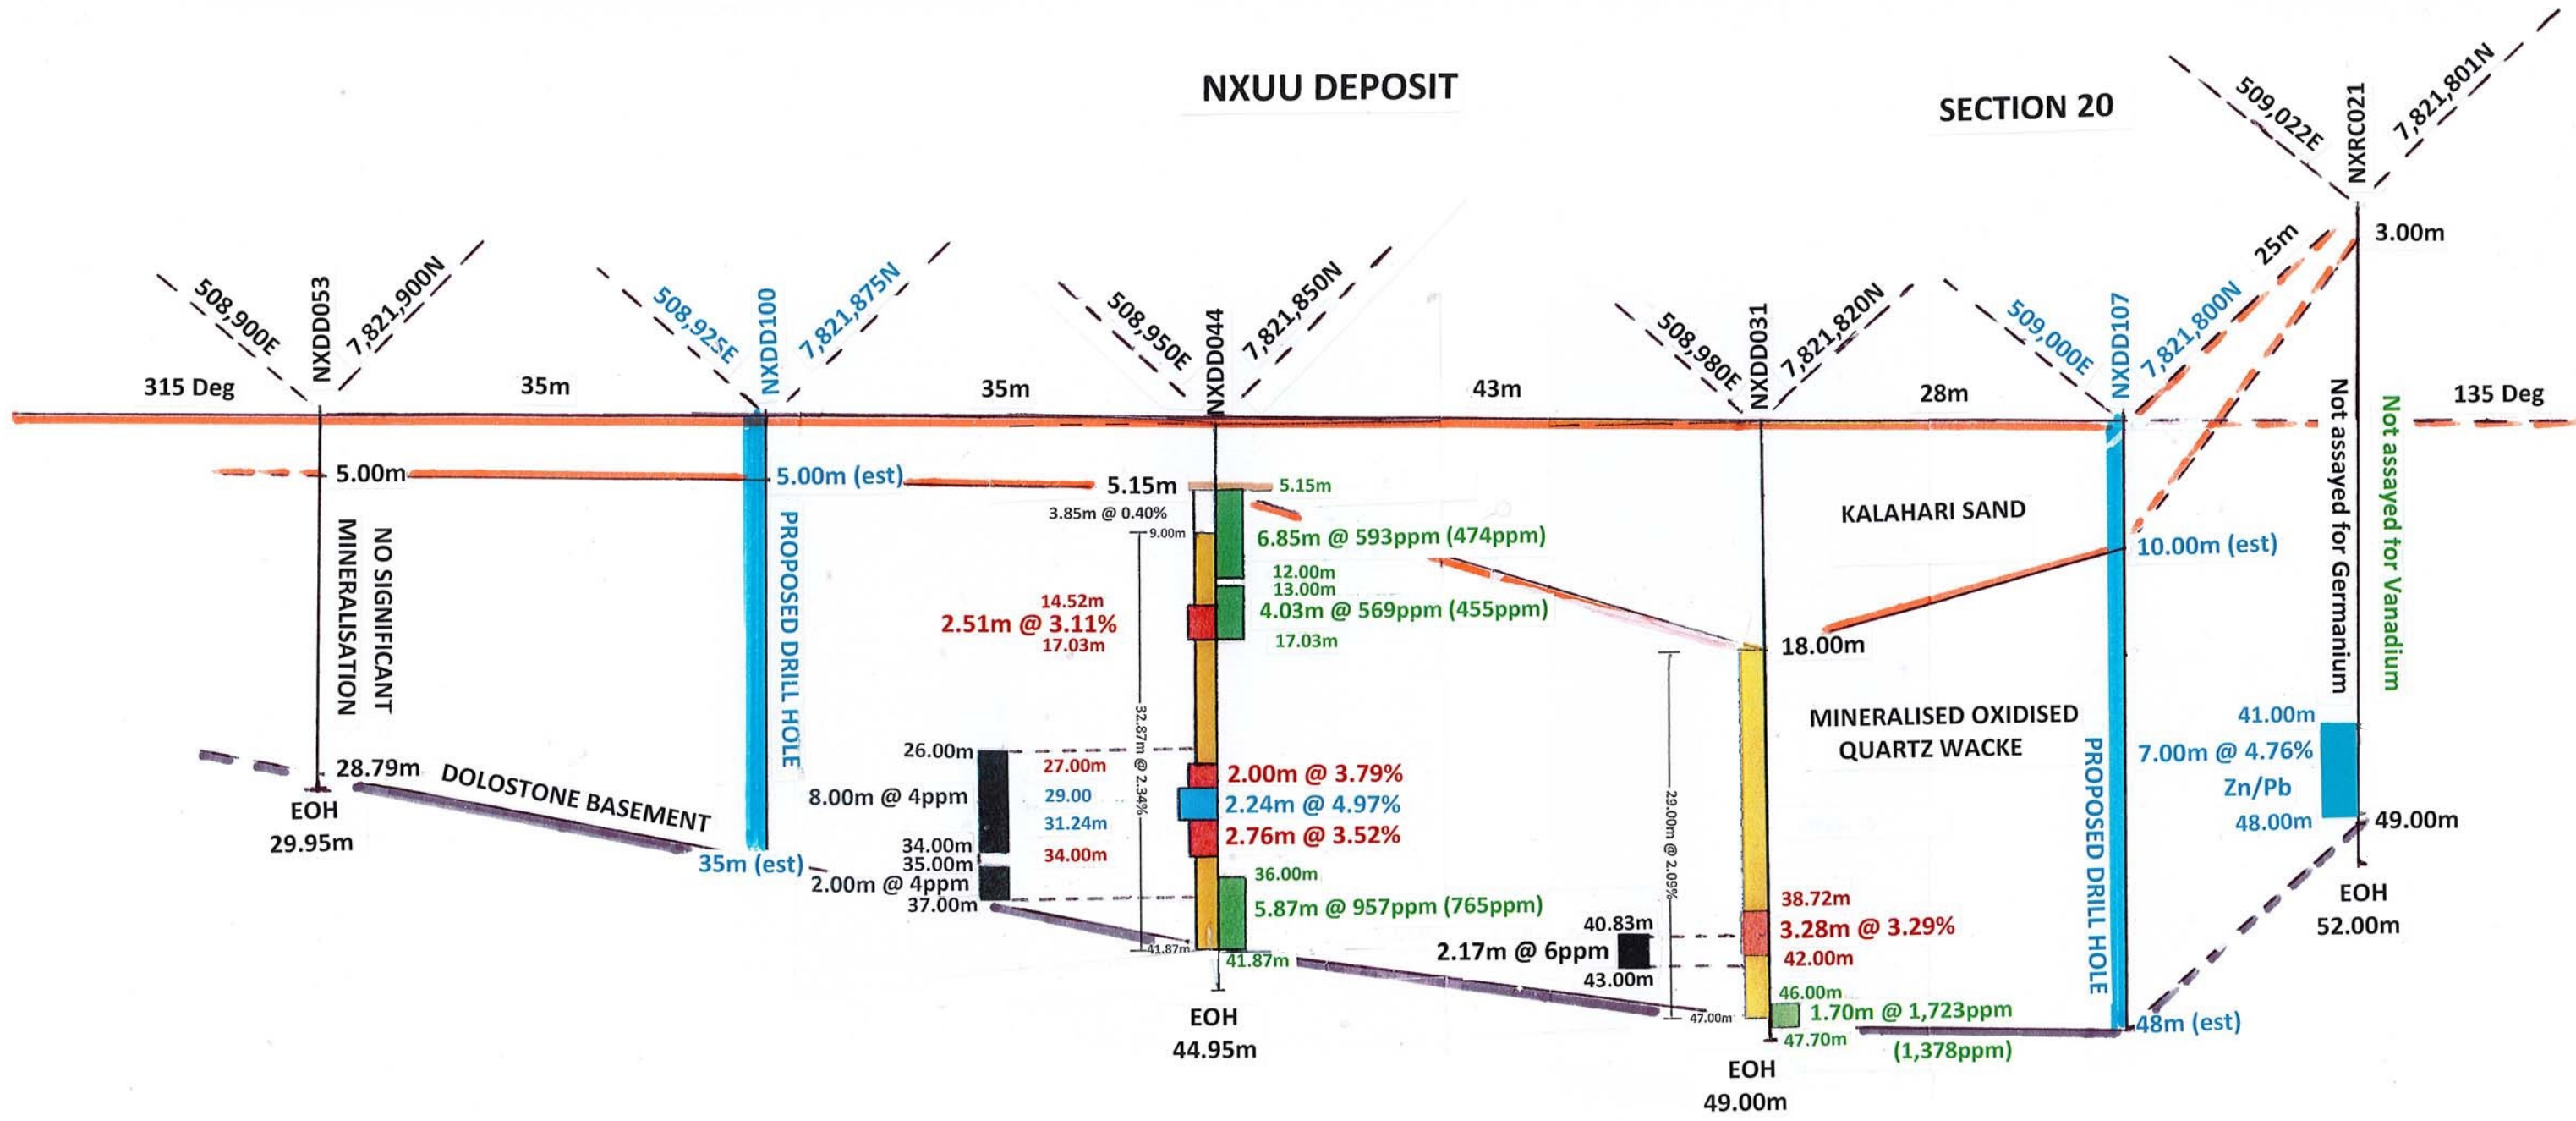 NXUU DEPOSIT
SECTION 20
508,900E
NXDD053
7,821,900N
508,925E
NXDD100
7,821,875N
508,950E
NXDD044
7,821,850N
508,980E
NXDD031
7,821,820N
509,000E
NXDD107
7,821,800N
509,022E
NXRC021
7,821,801N
315 Deg
35m
35m
43m
28m
25m
135 Deg
3.00m
5.00m
NO SIGNIFICANT
MINERALISATION
28.79m
EOH
29.95m
DOLOSTONE BASEMENT
5.00m (est)
PROPOSED DRILL HOLE
35m (est)
5.15m
5.15m
3.85m @ 0.40%
9.00m
6.85m @ 593ppm (474ppm)
12.00m
13.00m
4.03m @ 569ppm (455ppm)
17.03m
14.52m
2.51m @ 3.11%
17.03m
32.87m @ 2.34%
26.00m
8.00m @ 4ppm
34.00m
35.00m
2.00m @ 4ppm
37.00m
27.00m
29.00
31.24m
34.00m
2.00m @ 3.79%
2.24m @ 4.97%
2.76m @ 3.52%
36.00m
5.87m @ 957ppm (765ppm)
41.87m
41.87m
EOH
44.95m
KALAHARI SAND
18.00m
MINERALISED OXIDISED
QUARTZ WACKE
29.00m @ 2.09%
38.72m
3.28m @ 3.29%
42.00m
40.83m
2.17m @ 6ppm
43.00m
46.00m
1.70m @ 1,723ppm
47.70m
(1,378ppm)
47.00m
EOH
49.00m
10.00m (est)
PROPOSED DRILL HOLE
48m (est)
Not assayed for Germanium
Not assayed for Vanadium
41.00m
7.00m @ 4.76%
Zn/Pb
48.00m
49.00m
EOH
52.00m